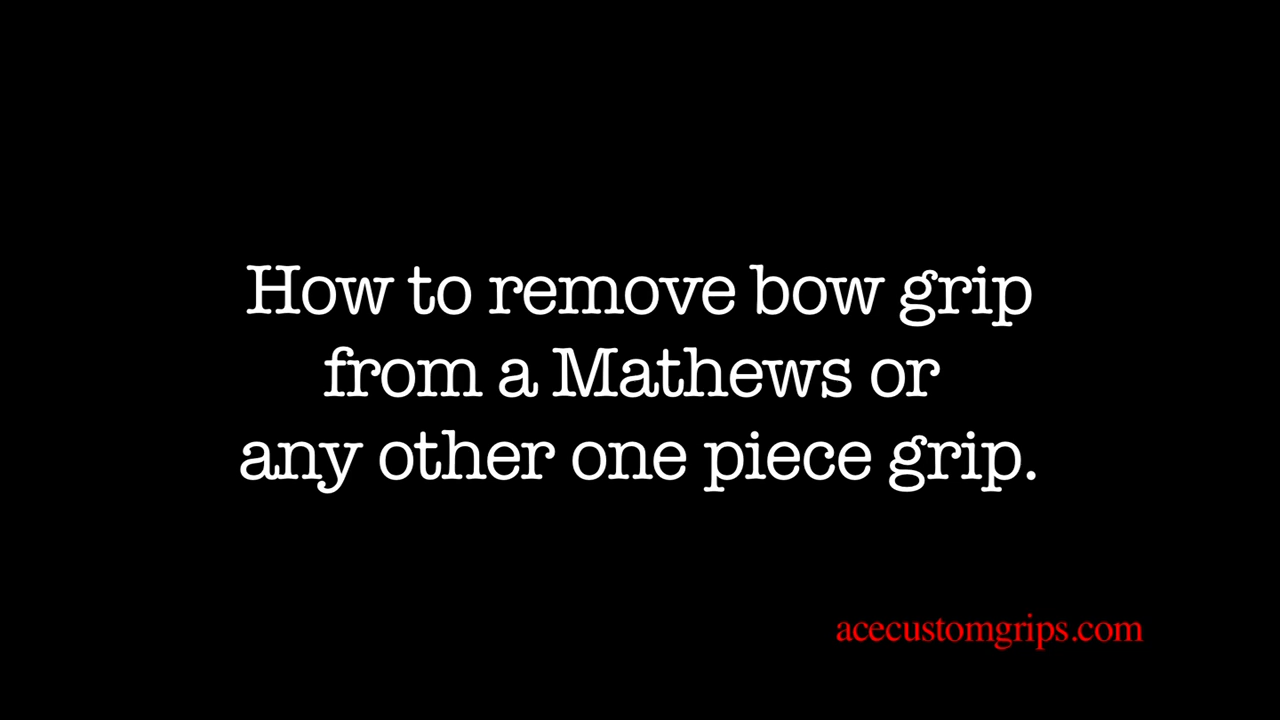 How to remove bow grip
from a Mathews or
any other one piece grip.
acecustomgrips.com